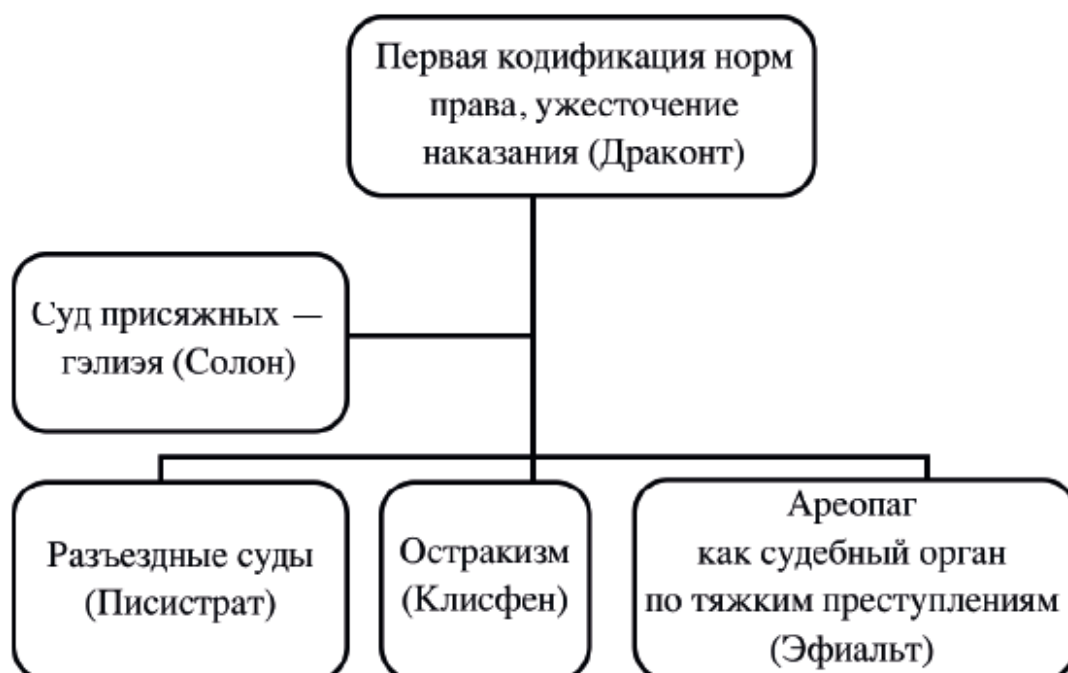 Первая кодификация норм
права, ужесточение
наказания (Драконт)
Суд присяжных —
гэлиэя (Солон)
Разъездные суды
(Писистрат)
Остракизм
(Клисфен)
Ареопаг
как судебный орган
по тяжким преступлениям
(Эфиальт)